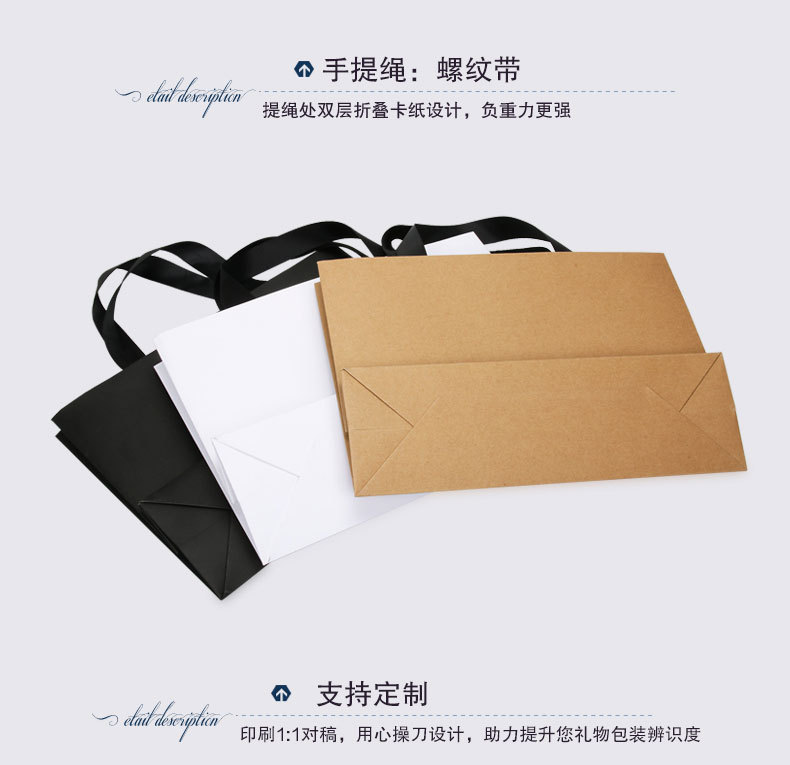 手提绳：螺纹带
etail description
提绳处双层折叠卡纸设计，负重力更强
支持定制
etail description
印刷1:1对稿，用心操刀设计，助力提升您礼物包装辨识度